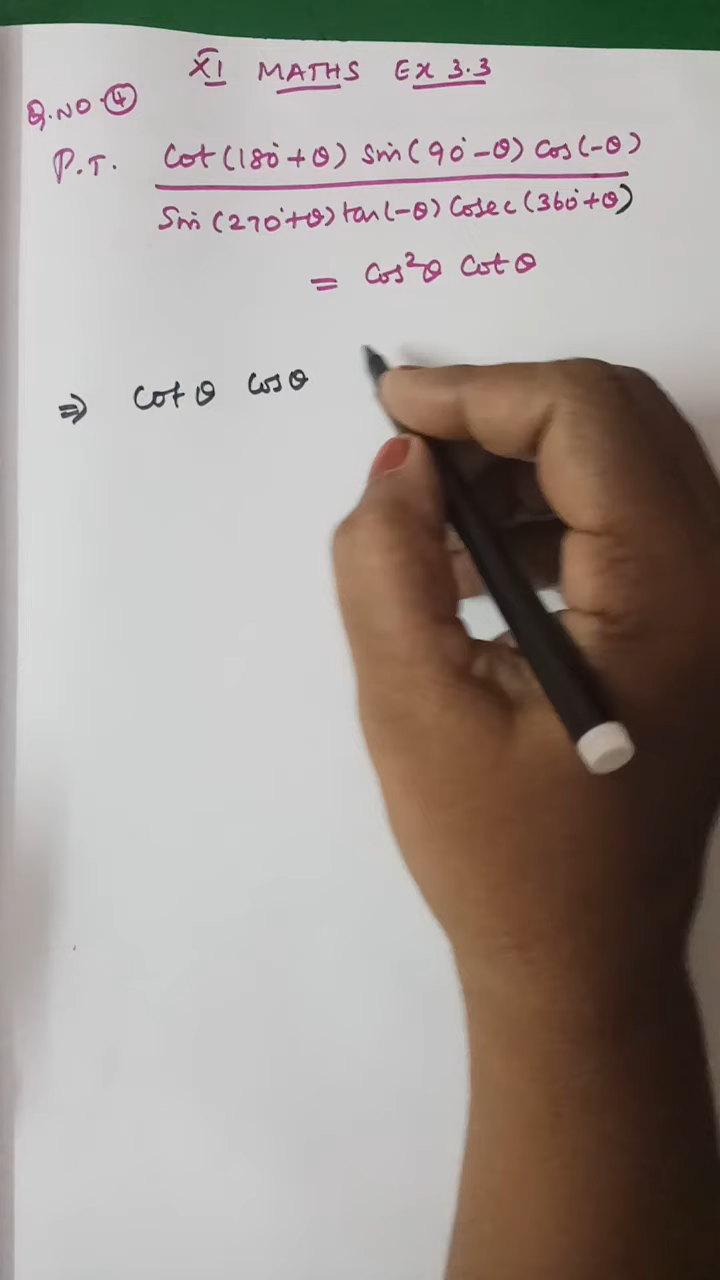 XI MATHS Ex 3.3
Q.NO.④
P.T. Cot(180°+θ) Sin(90°-θ) Cos(-θ)
Sin(270°+θ) tan(-θ) Cosec(360°+θ)
= Cos²θ Cotθ
⇒ Cotθ Cosθ